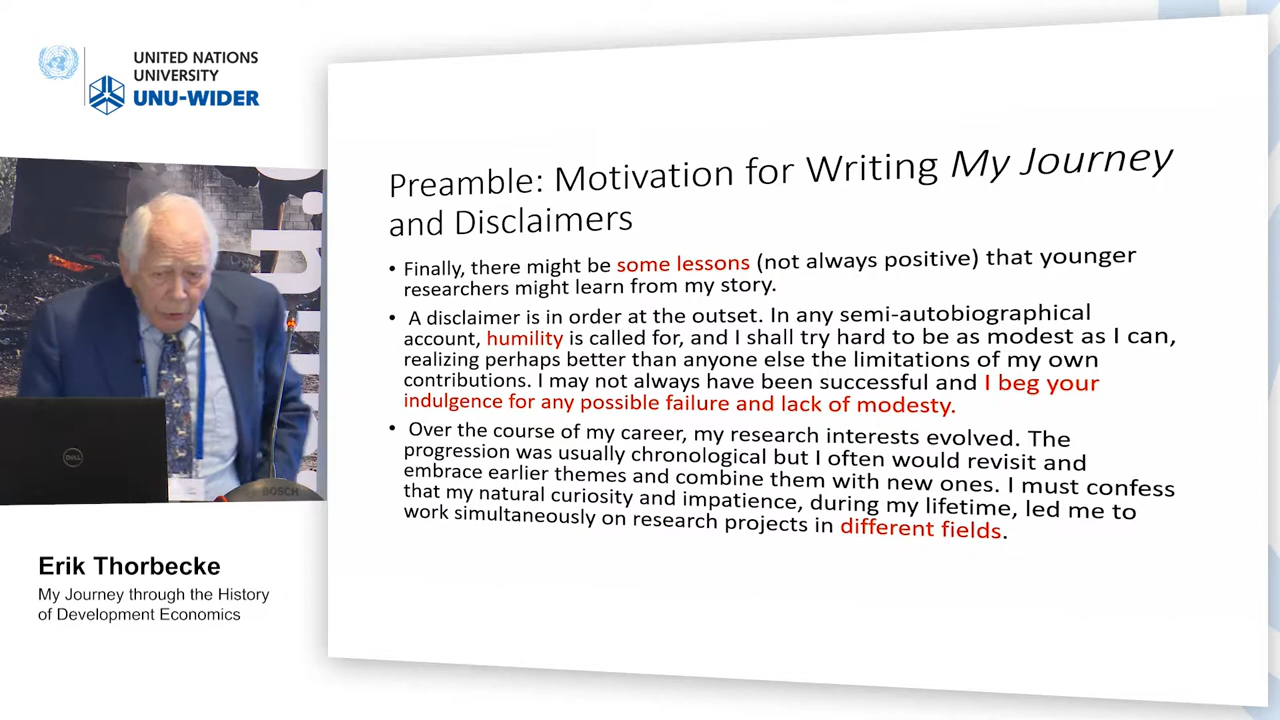 UNITED NATIONS
UNIVERSITY
UNU-WIDER
Preamble: Motivation for Writing My Journey
and Disclaimers
• Finally, there might be some lessons (not always positive) that younger
researchers might learn from my story.
• A disclaimer is in order at the outset. In any semi-autobiographical
account, humility is called for, and I shall try hard to be as modest as I can,
realizing perhaps better than anyone else the limitations of my own
contributions. I may not always have been successful and I beg your
indulgence for any possible failure and lack of modesty.
• Over the course of my career, my research interests evolved. The
progression was usually chronological but I often would revisit and
embrace earlier themes and combine them with new ones. I must confess
that my natural curiosity and impatience, during my lifetime, led me to
work simultaneously on research projects in different fields.
DELL
BOSCH
Erik Thorbecke
My Journey through the History
of Development Economics